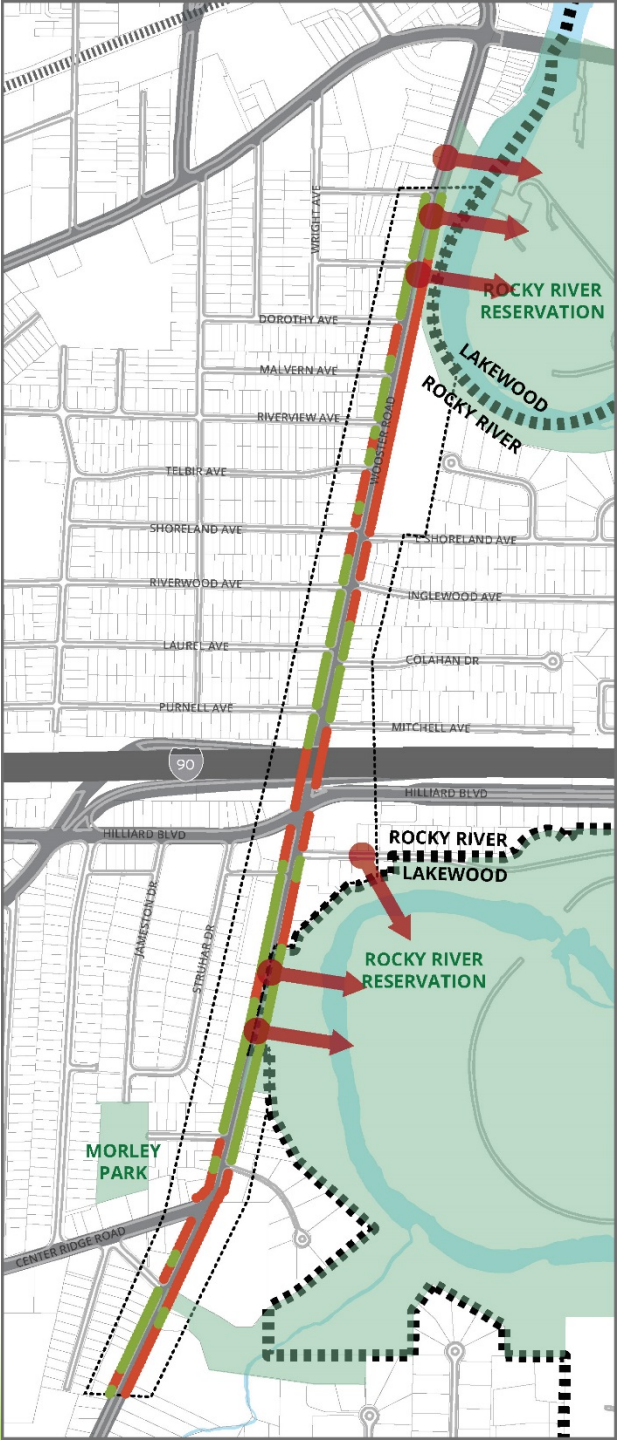 WRIGHT AVE
ROCKY RIVER
RESERVATION
DOROTHY AVE
LAKEWOOD
MALVERN AVE
ROCKY RIVER
WOOSTER ROAD
RIVERVIEW AVE
TELBIR AVE
SHORELAND AVE
E SHORELAND AVE
RIVERWOOD AVE
INGLEWOOD AVE
LAUREL AVE
COLAHAN DR
PURNELL AVE
MITCHELL AVE
90
HILLIARD BLVD
HILLIARD BLVD
ROCKY RIVER
LAKEWOOD
JAMESTON DR
STRUHAR DR
ROCKY RIVER
RESERVATION
MORLEY
PARK
CENTER RIDGE ROAD